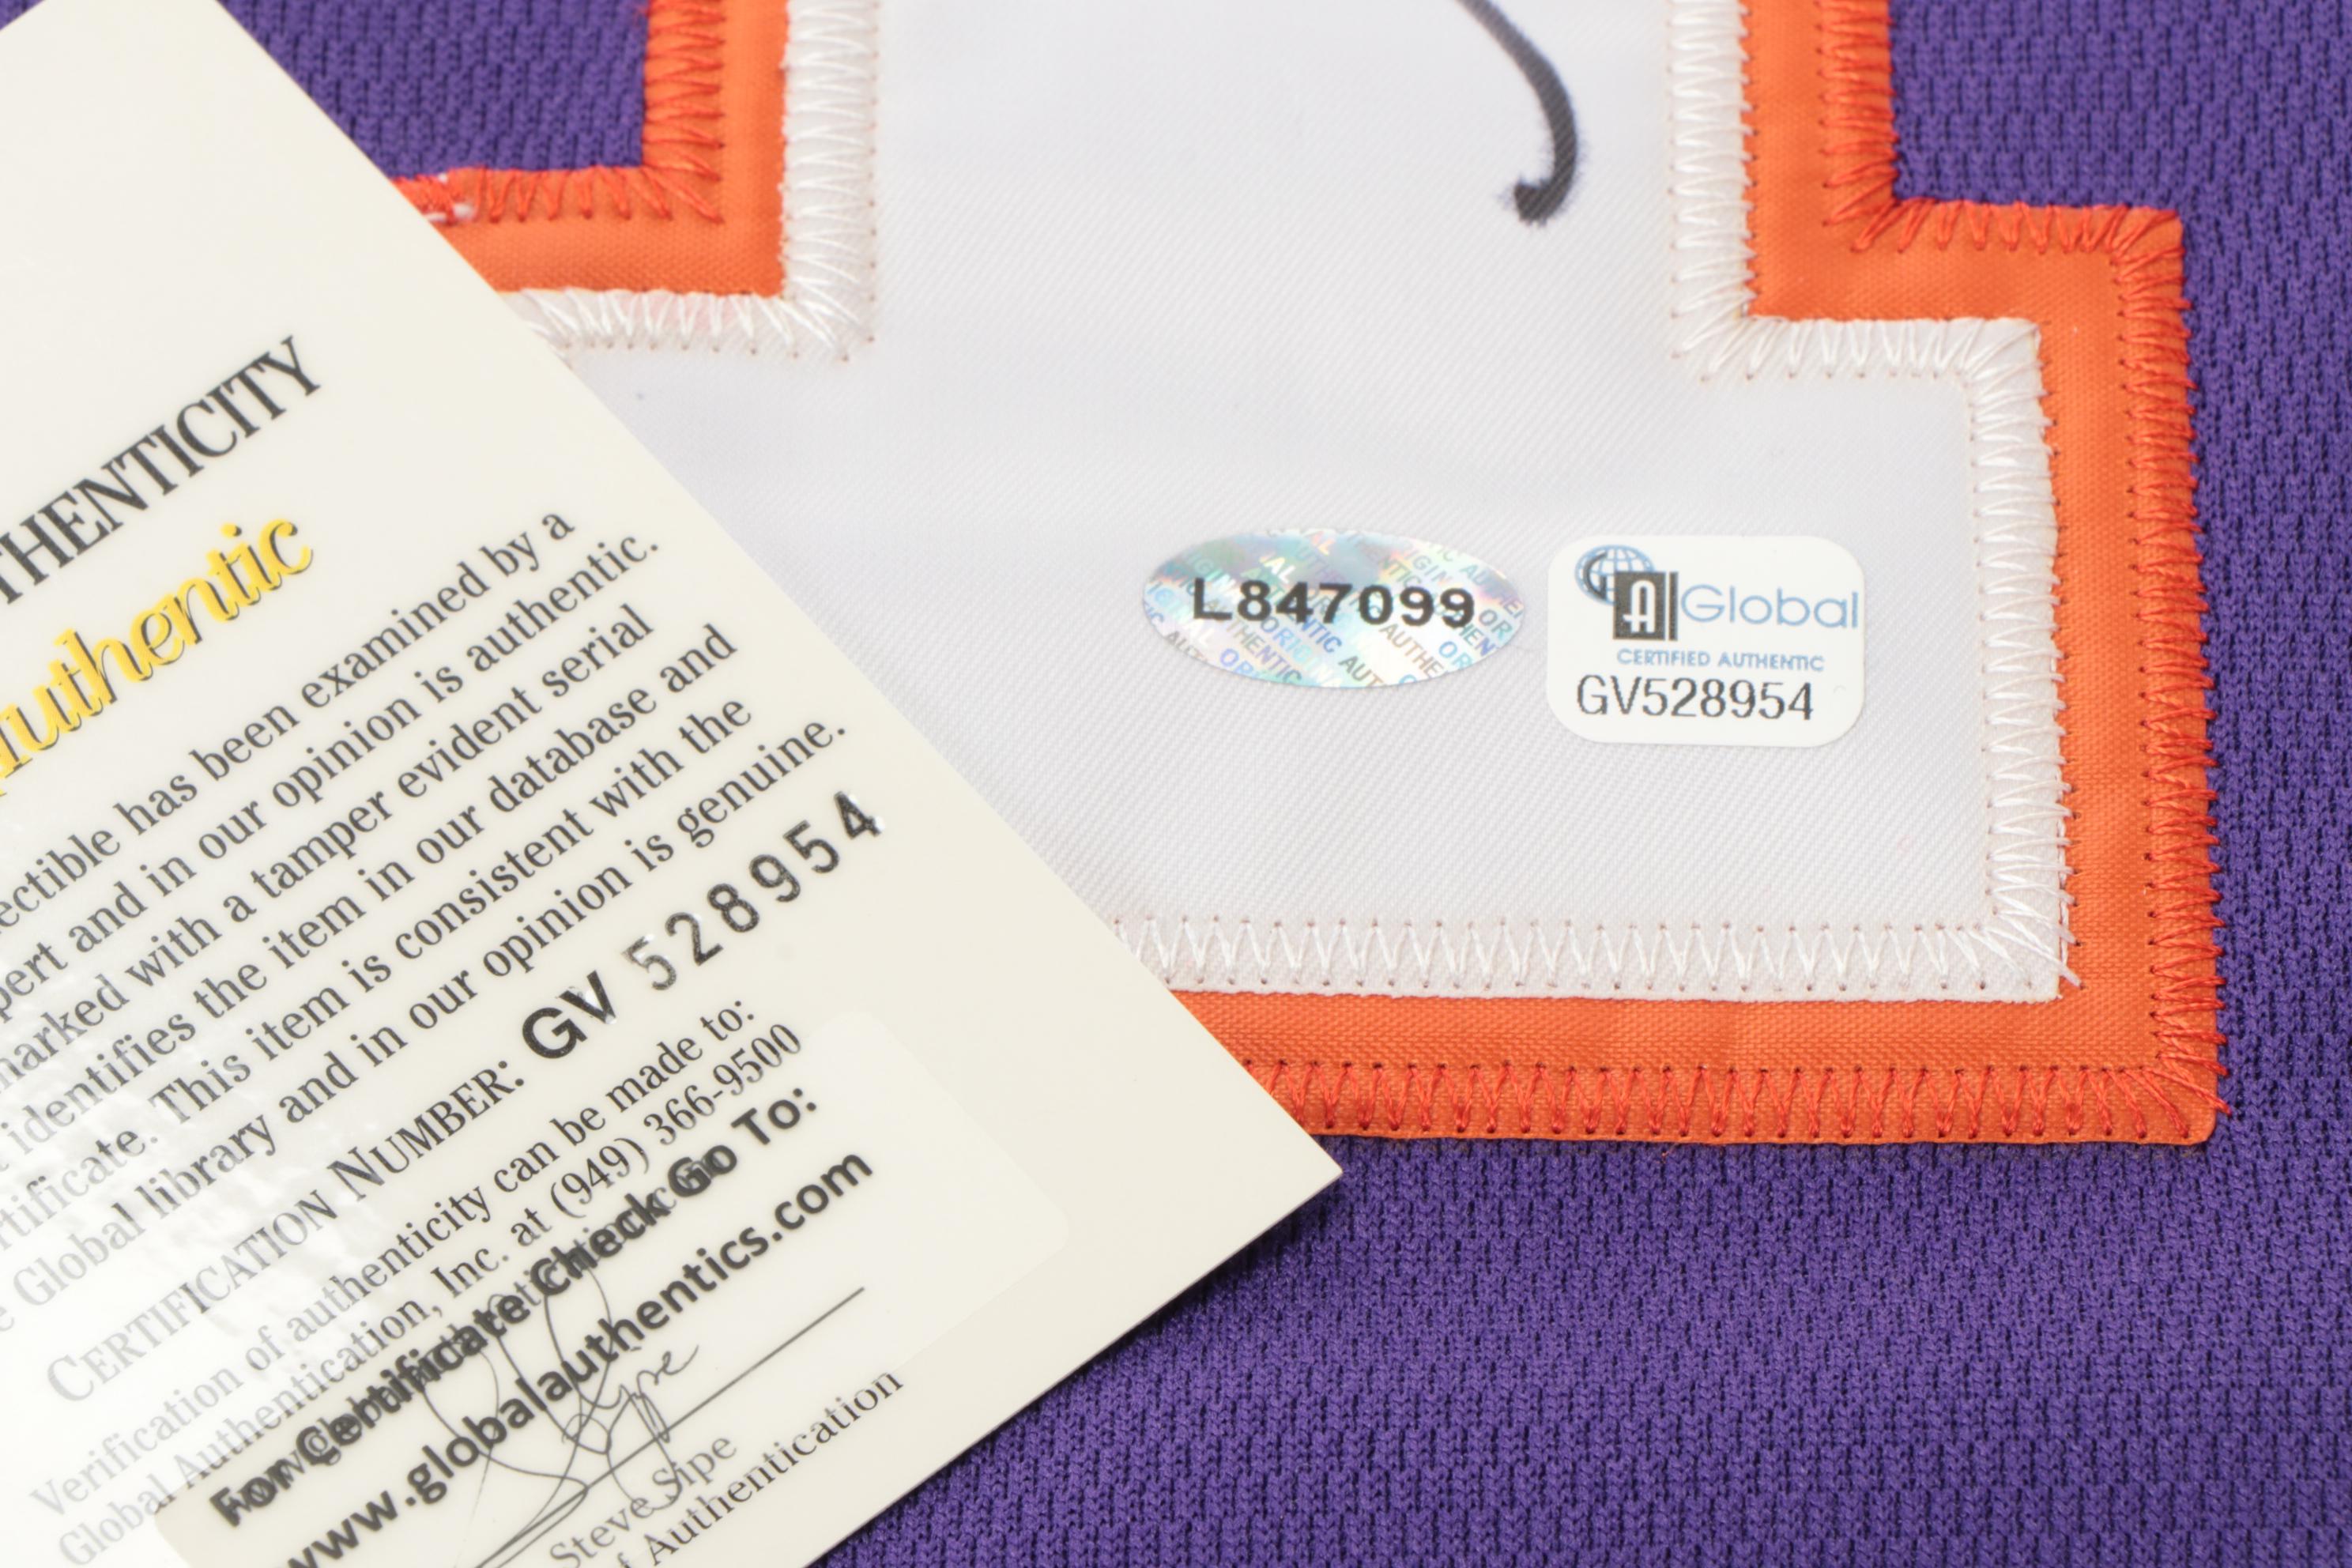 THENTICITY
Authentic
ectible has been examined by a
pert and in our opinion is authentic.
marked with a tamper evident serial
t identifies the item in our database and
rtificate. This item is consistent with the
e Global library and in our opinion is genuine.
CERTIFICATION NUMBER: GV 528954
Verification of authenticity can be made to:
Global Authentication, Inc. at (949) 366-9500
For Certificate Check Go To:
www.globalauthentics.com
Steve Sipe
f Authentication
L847099
GA Global
CERTIFIED AUTHENTIC
GV528954